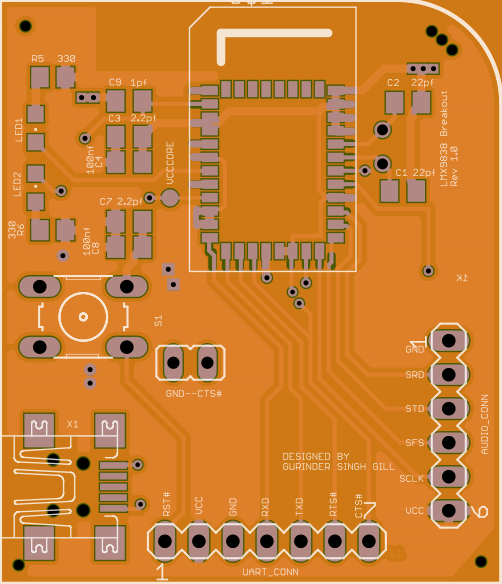 R5 330
C9 1pf
C3 2.2pf
100nf
C4
LED1
LED2
VCCCORE
330
R6
C7 2.2pf
100nf
C8
C2 22pf
C1 22pf
LMX9838 Breakout
Rev 1.0
TK
S1
GND--CTS#
X1
1
GND
SRD
STD
SFS
SCLK
VCC
6
AUDIO_CONN
DESIGNED BY
GURINDER SINGH GILL
RST#
VCC
GND
RXD
TXD
RTS#
CTS#
7
1
UART_CONN